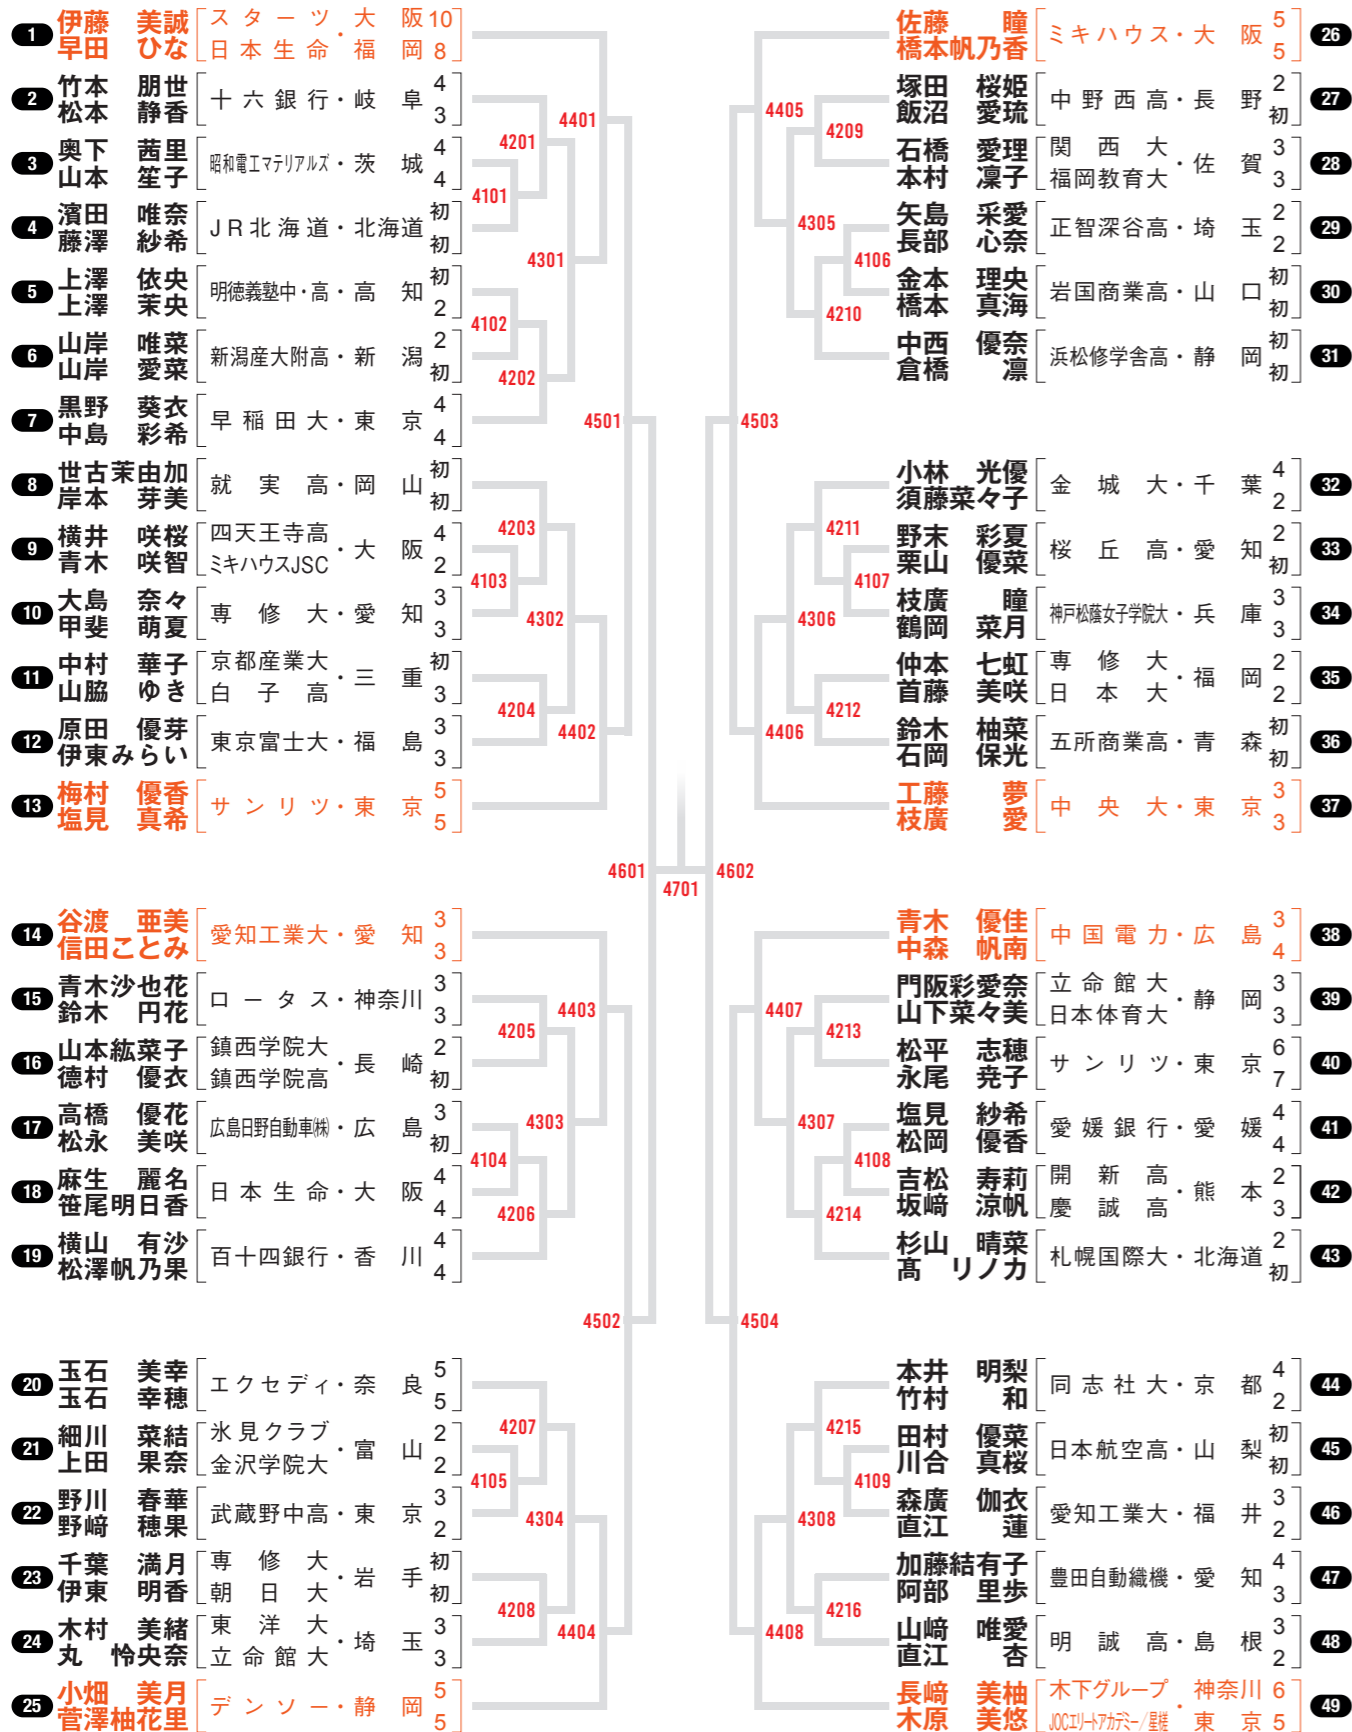 1 伊藤 美誠 早田 ひな [スターツ・大阪 10 日本生命・福岡 8]
2 竹本 朋世 松本 静香 [十六銀行・岐阜 4 3]
3 奥下 茜里 山本 笙子 [昭和電工マテリアルズ・茨城 4 4]
4 濱田 唯奈 藤澤 紗希 [JR北海道・北海道 初 初]
5 上澤 依央 上澤 茉央 [明徳義塾中・高・高知 初 2]
6 山岸 唯菜 山岸 愛菜 [新潟産大附高・新潟 2 初]
7 黒野 葵衣 中島 彩希 [早稲田大・東京 4 4]
8 世古茉由加 岸本 芽美 [就実高・岡山 初 初]
9 横井 咲桜 青木 咲智 [四天王寺高 ミキハウスJSC・大阪 4 2]
10 大島 奈々 甲斐 萌夏 [専修大・愛知 3 3]
11 中村 華子 山脇 ゆき [京都産業大 白子高・三重 初 3]
12 原田 優芽 伊東みらい [東京富士大・福島 3 3]
13 梅村 優香 塩見 真希 [サンリツ・東京 5 5]
14 谷渡 亜美 信田ことみ [愛知工業大・愛知 3 3]
15 青木沙也花 鈴木 円花 [ロータス・神奈川 3 3]
16 山本紘菜子 德村 優衣 [鎮西学院大 鎮西学院高・長崎 2 初]
17 高橋 優花 松永 美咲 [広島日野自動車㈱・広島 3 初]
18 麻生 麗名 笹尾明日香 [日本生命・大阪 4 4]
19 横山 有沙 松澤帆乃果 [百十四銀行・香川 4 4]
20 玉石 美幸 玉石 幸穂 [エクセディ・奈良 5 5]
21 細川 菜結 上田 果奈 [氷見クラブ 金沢学院大・富山 2 2]
22 野川 春華 野﨑 穂果 [武蔵野中高・東京 3 2]
23 千葉 満月 伊東 明香 [専修大 朝日大・岩手 初 初]
24 木村 美緒 丸 怜央奈 [東洋大 立命館大・埼玉 3 3]
25 小畑 美月 菅澤柚花里 [デンソー・静岡 5 5]
4101
4102
4103
4104
4105
4201
4202
4203
4204
4205
4206
4207
4208
4301
4302
4303
4304
4401
4402
4403
4404
4501
4502
4601
4701
4602
4503
4504
4405
4406
4407
4408
4305
4306
4307
4308
4209
4210
4211
4212
4213
4214
4215
4216
4106
4107
4108
4109
佐藤 瞳 橋本帆乃香 [ミキハウス・大阪 5 5] 26
塚田 桜姫 飯沼 愛琉 [中野西高・長野 2 初] 27
石橋 愛理 本村 凜子 [関西大 福岡教育大・佐賀 3 3] 28
矢島 采愛 長部 心奈 [正智深谷高・埼玉 2 2] 29
金本 理央 橋本 真海 [岩国商業高・山口 初 初] 30
中西 優奈 倉橋 凛 [浜松修学舎高・静岡 初 初] 31
小林 光優 須藤菜々子 [金城大・千葉 4 2] 32
野末 彩夏 栗山 優菜 [桜丘高・愛知 2 初] 33
枝廣 瞳 鶴岡 菜月 [神戸松蔭女子学院大・兵庫 3 3] 34
仲本 七虹 首藤 美咲 [専修大 日本大・福岡 2 2] 35
鈴木 柚菜 石岡 保光 [五所商業高・青森 初 初] 36
工藤 夢 枝廣 愛 [中央大・東京 3 3] 37
青木 優佳 中森 帆南 [中国電力・広島 3 4] 38
門阪彩愛奈 山下菜々美 [立命館大 日本体育大・静岡 3 3] 39
松平 志穂 永尾 尭子 [サンリツ・東京 6 7] 40
塩見 紗希 松岡 優香 [愛媛銀行・愛媛 4 4] 41
吉松 寿莉 坂﨑 涼帆 [開新高 慶誠高・熊本 2 3] 42
杉山 晴菜 髙 リノカ [札幌国際大・北海道 2 初] 43
本井 明梨 竹村 和 [同志社大・京都 4 2] 44
田村 優菜 川合 真桜 [日本航空高・山梨 初 初] 45
森廣 伽衣 直江 蓮 [愛知工業大・福井 3 2] 46
加藤結有子 阿部 里歩 [豊田自動織機・愛知 4 3] 47
山﨑 唯愛 直江 杏 [明誠高・島根 3 2] 48
長﨑 美柚 木原 美悠 [木下グループ・神奈川 6 JOCエリートアカデミー/星槎・東京 5] 49